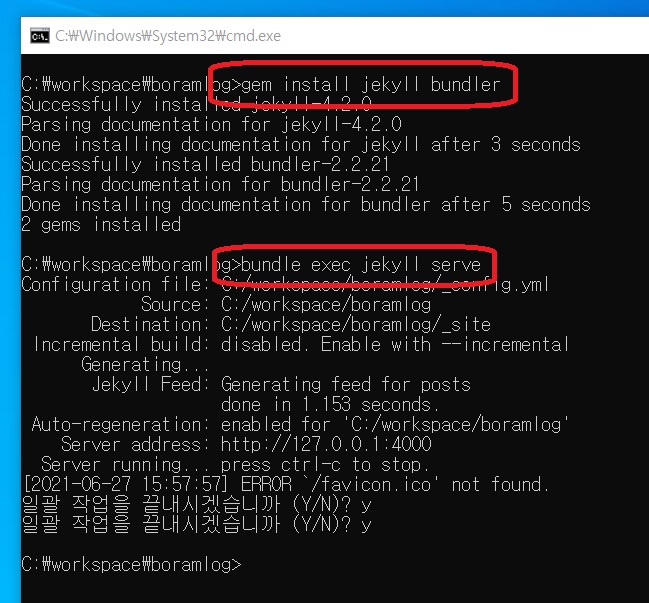 C:\Windows\System32\cmd.exe
C:\workspace\boramlog>gem install jekyll bundler
Successfully installed jekyll-4.2.0
Parsing documentation for jekyll-4.2.0
Done installing documentation for jekyll after 3 seconds
Successfully installed bundler-2.2.21
Parsing documentation for bundler-2.2.21
Done installing documentation for bundler after 5 seconds
2 gems installed
C:\workspace\boramlog>bundle exec jekyll serve
Configuration file: C:/workspace/boramlog/_config.yml
Source: C:/workspace/boramlog
Destination: C:/workspace/boramlog/_site
Incremental build: disabled. Enable with --incremental
Generating...
Jekyll Feed: Generating feed for posts
done in 1.153 seconds.
Auto-regeneration: enabled for 'C:/workspace/boramlog'
Server address: http://127.0.0.1:4000
Server running... press ctrl-c to stop.
[2021-06-27 15:57:57] ERROR `/favicon.ico' not found.
일괄 작업을 끝내시겠습니까 (Y/N)? y
일괄 작업을 끝내시겠습니까 (Y/N)? y
C:\workspace\boramlog>